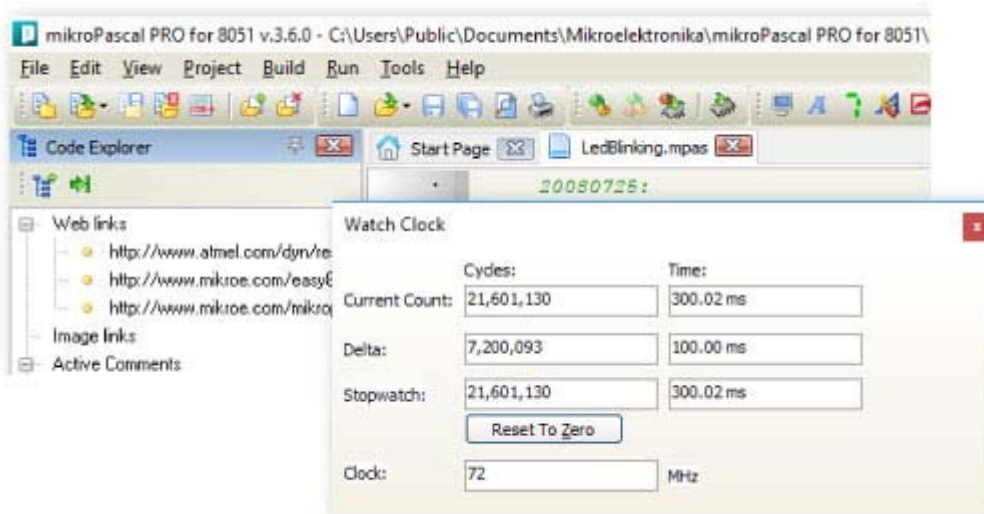 mikroPascal PRO for 8051 v.3.6.0 - C:\Users\Public\Documents\Mikroelektronika\mikroPascal PRO for 8051\
File Edit View Project Build Run Tools Help
Code Explorer
Start Page LedBlinking.mpas
20080725:
Web links
http://www.atmel.com/dyn/re
http://www.mikroe.com/easy8
http://www.mikroe.com/mikrop
Image links
Active Comments
Watch Clock
Cycles: Time:
Current Count: 21,601,130 300.02 ms
Delta: 7,200,093 100.00 ms
Stopwatch: 21,601,130 300.02 ms
Reset To Zero
Clock: 72 MHz